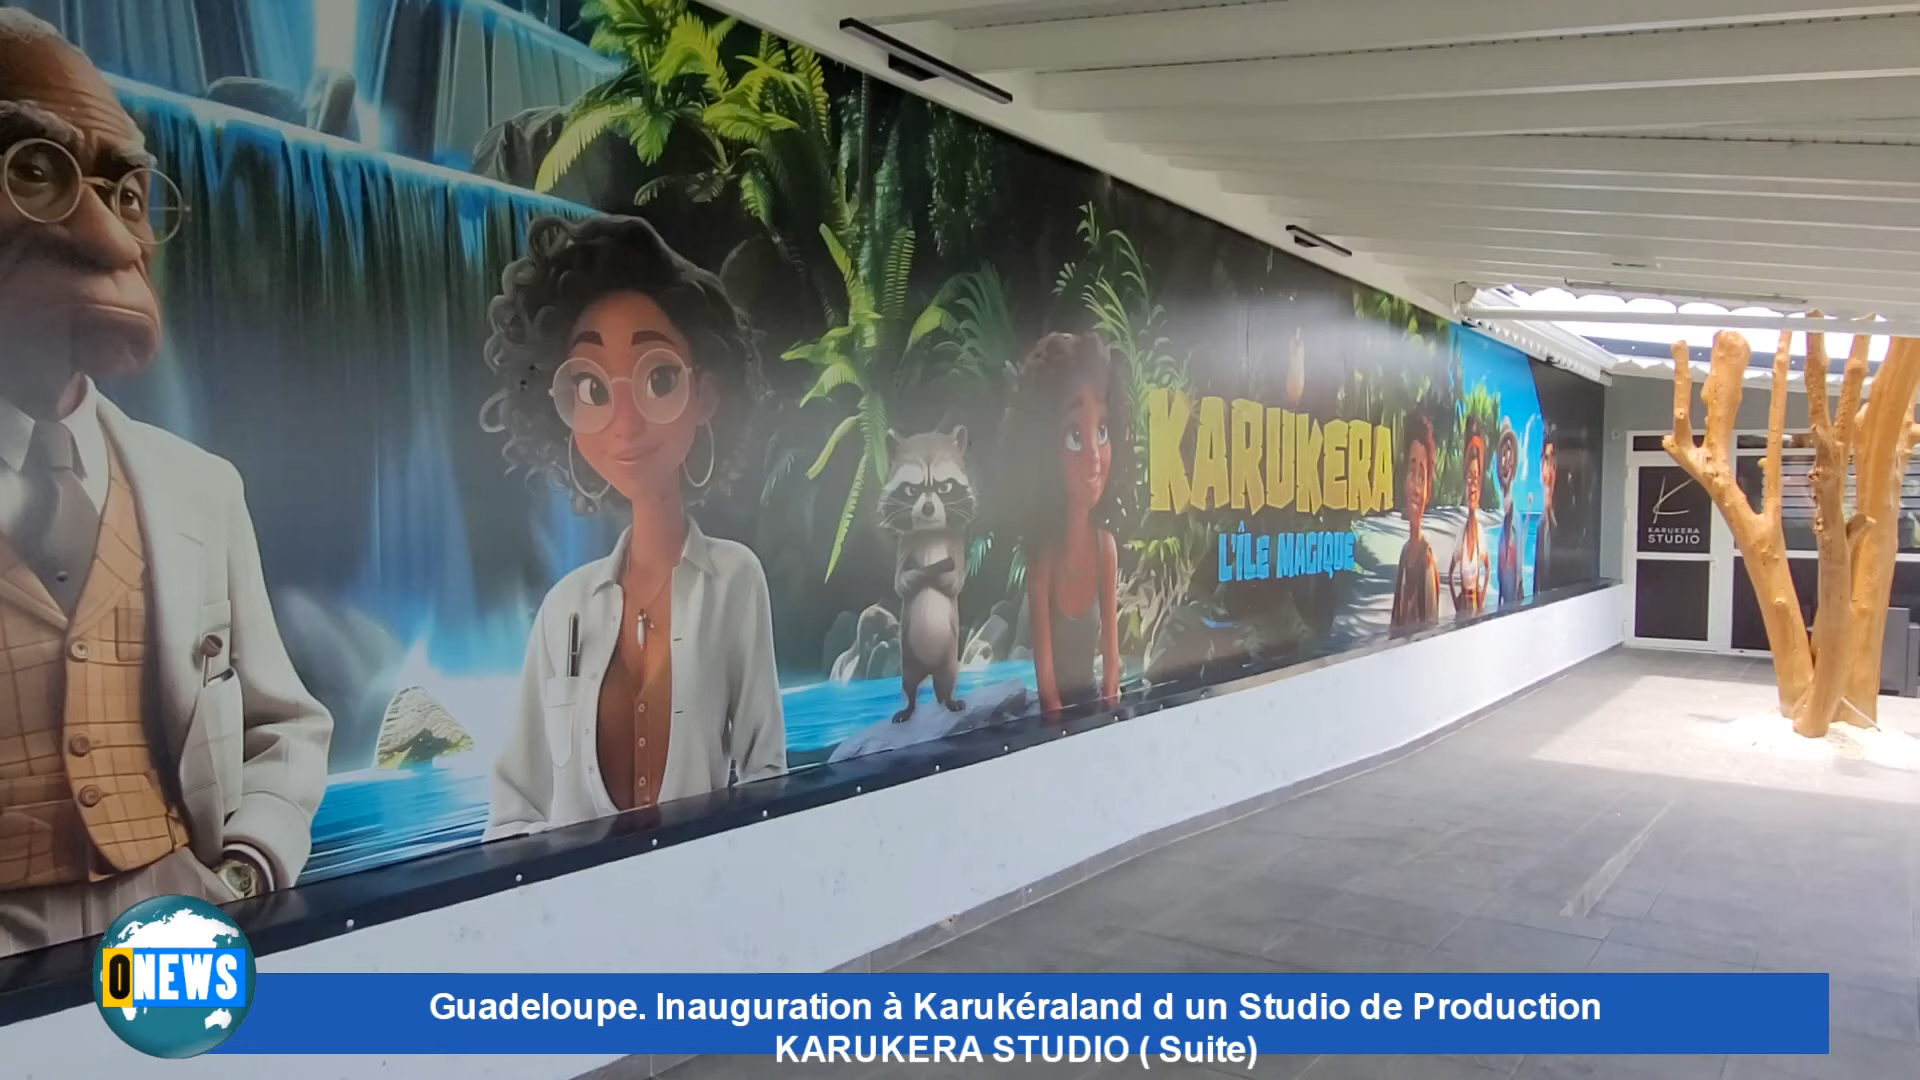 KARUKERA
L'ÎLE MAGIQUE
K
KARUKERA
STUDIO
ONEWS
Guadeloupe. Inauguration à Karukéraland d un Studio de Production
KARUKERA STUDIO ( Suite)